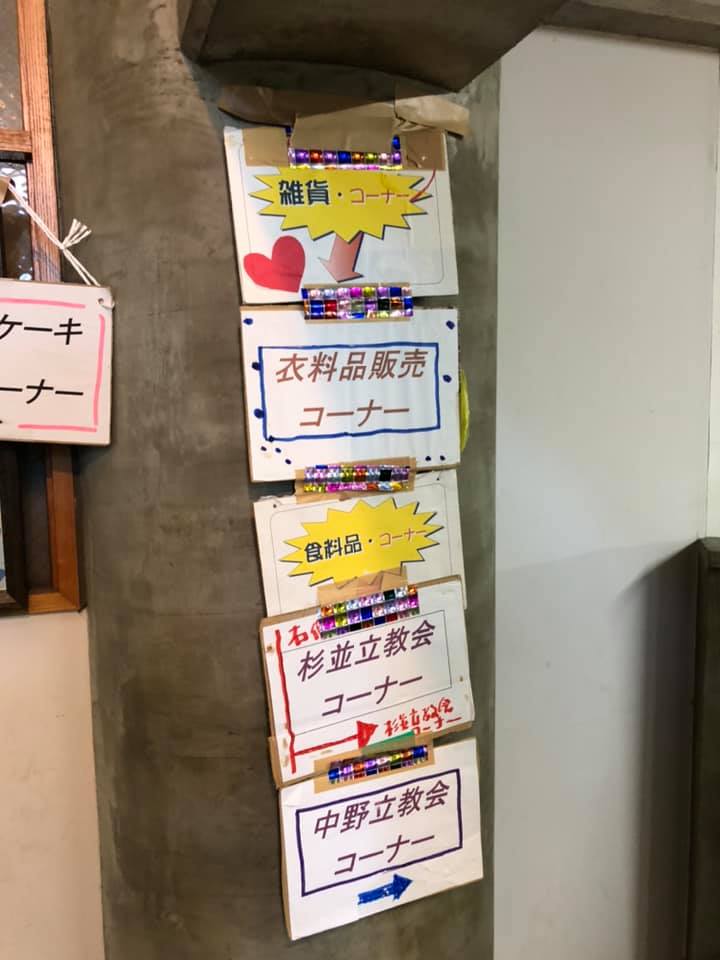 ケーキ
ーナー
雑貨・コーナー
衣料品販売
コーナー
食料品・コーナー
杉並立教会
コーナー
中野立教会
コーナー